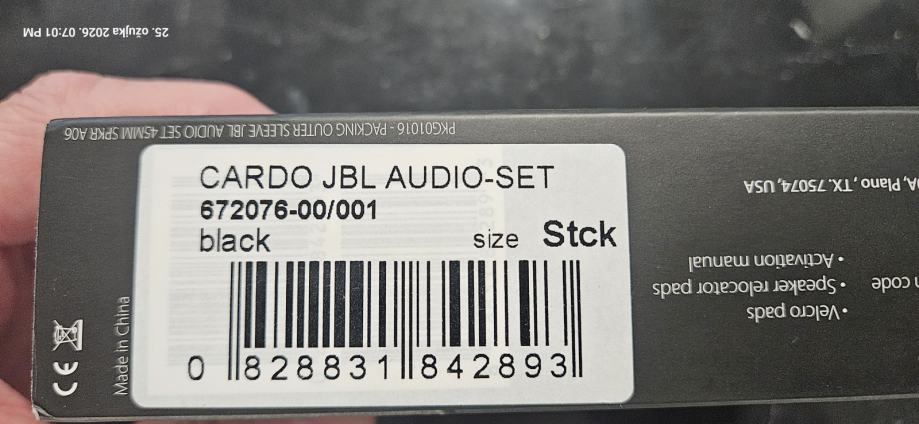 25. ožujka 2026. 07:01 PM
PKG01016 - PACKING OUTER SLEEVE JBL AUDIO SET 45MM SPKR A06
CARDO JBL AUDIO-SET
672076-00/001
black
size Stck
0 828831 842893
Made in China
CE
Plano, TX. 75074, USA
• Velcro pads
• Speaker relocator pads
• Activation manual
code